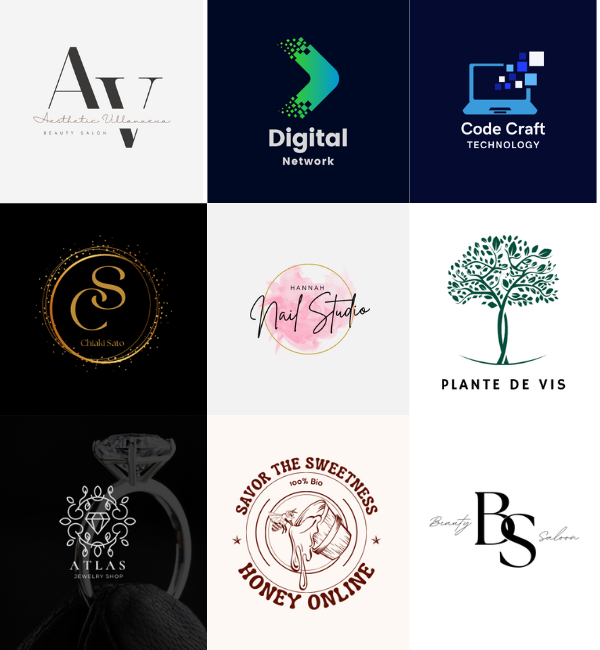 AV
Aesthetic Villanueva
BEAUTY SALON
Digital
Network
Code Craft
TECHNOLOGY
CS
Chiaki Sato
HANNAH
Nail Studio
PLANTE DE VIS
ATLAS
JEWELRY SHOP
SAVOR THE SWEETNESS
100% Bio
HONEY ONLINE
Beauty BS Saloon